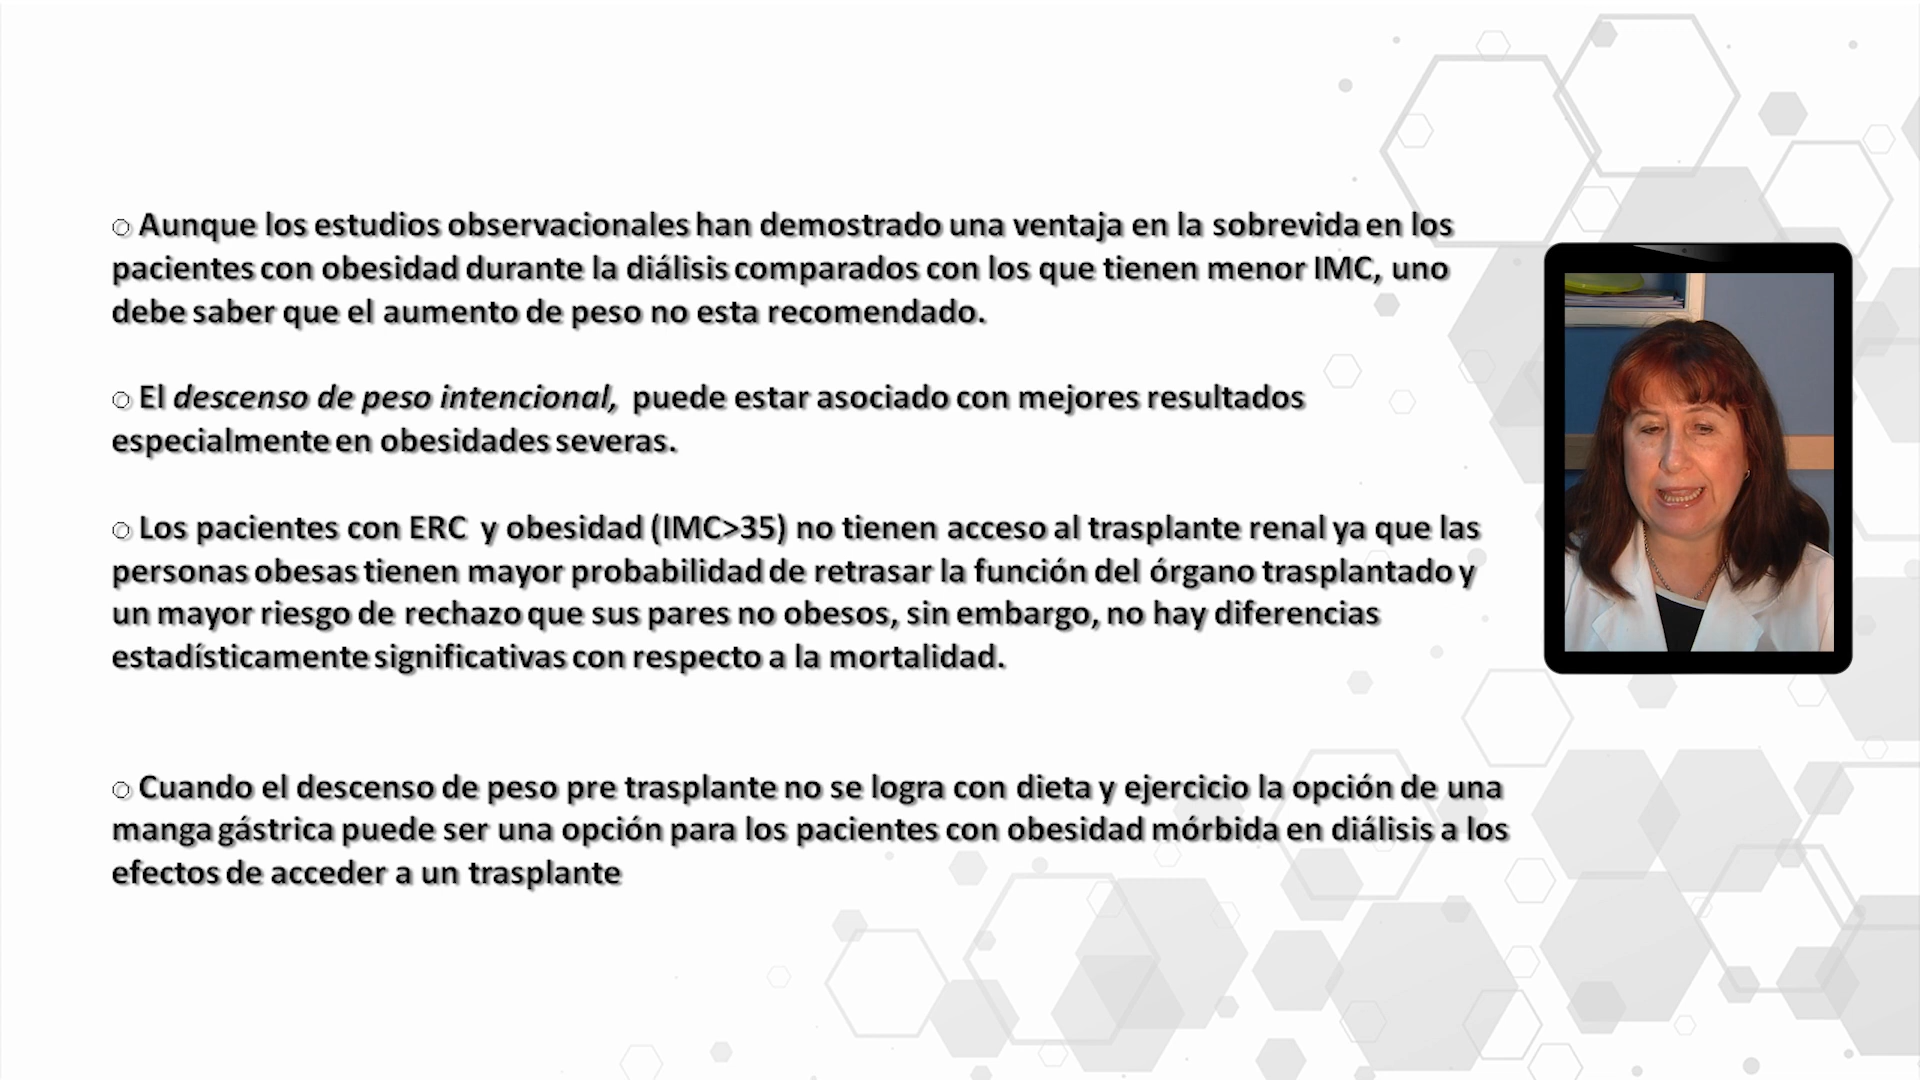 ○ Aunque los estudios observacionales han demostrado una ventaja en la sobrevida en los
pacientes con obesidad durante la diálisis comparados con los que tienen menor IMC, uno
debe saber que el aumento de peso no esta recomendado.
○ El descenso de peso intencional, puede estar asociado con mejores resultados
especialmente en obesidades severas.
○ Los pacientes con ERC y obesidad (IMC>35) no tienen acceso al trasplante renal ya que las
personas obesas tienen mayor probabilidad de retrasar la función del órgano trasplantado y
un mayor riesgo de rechazo que sus pares no obesos, sin embargo, no hay diferencias
estadísticamente significativas con respecto a la mortalidad.
○ Cuando el descenso de peso pre trasplante no se logra con dieta y ejercicio la opción de una
manga gástrica puede ser una opción para los pacientes con obesidad mórbida en diálisis a los
efectos de acceder a un trasplante